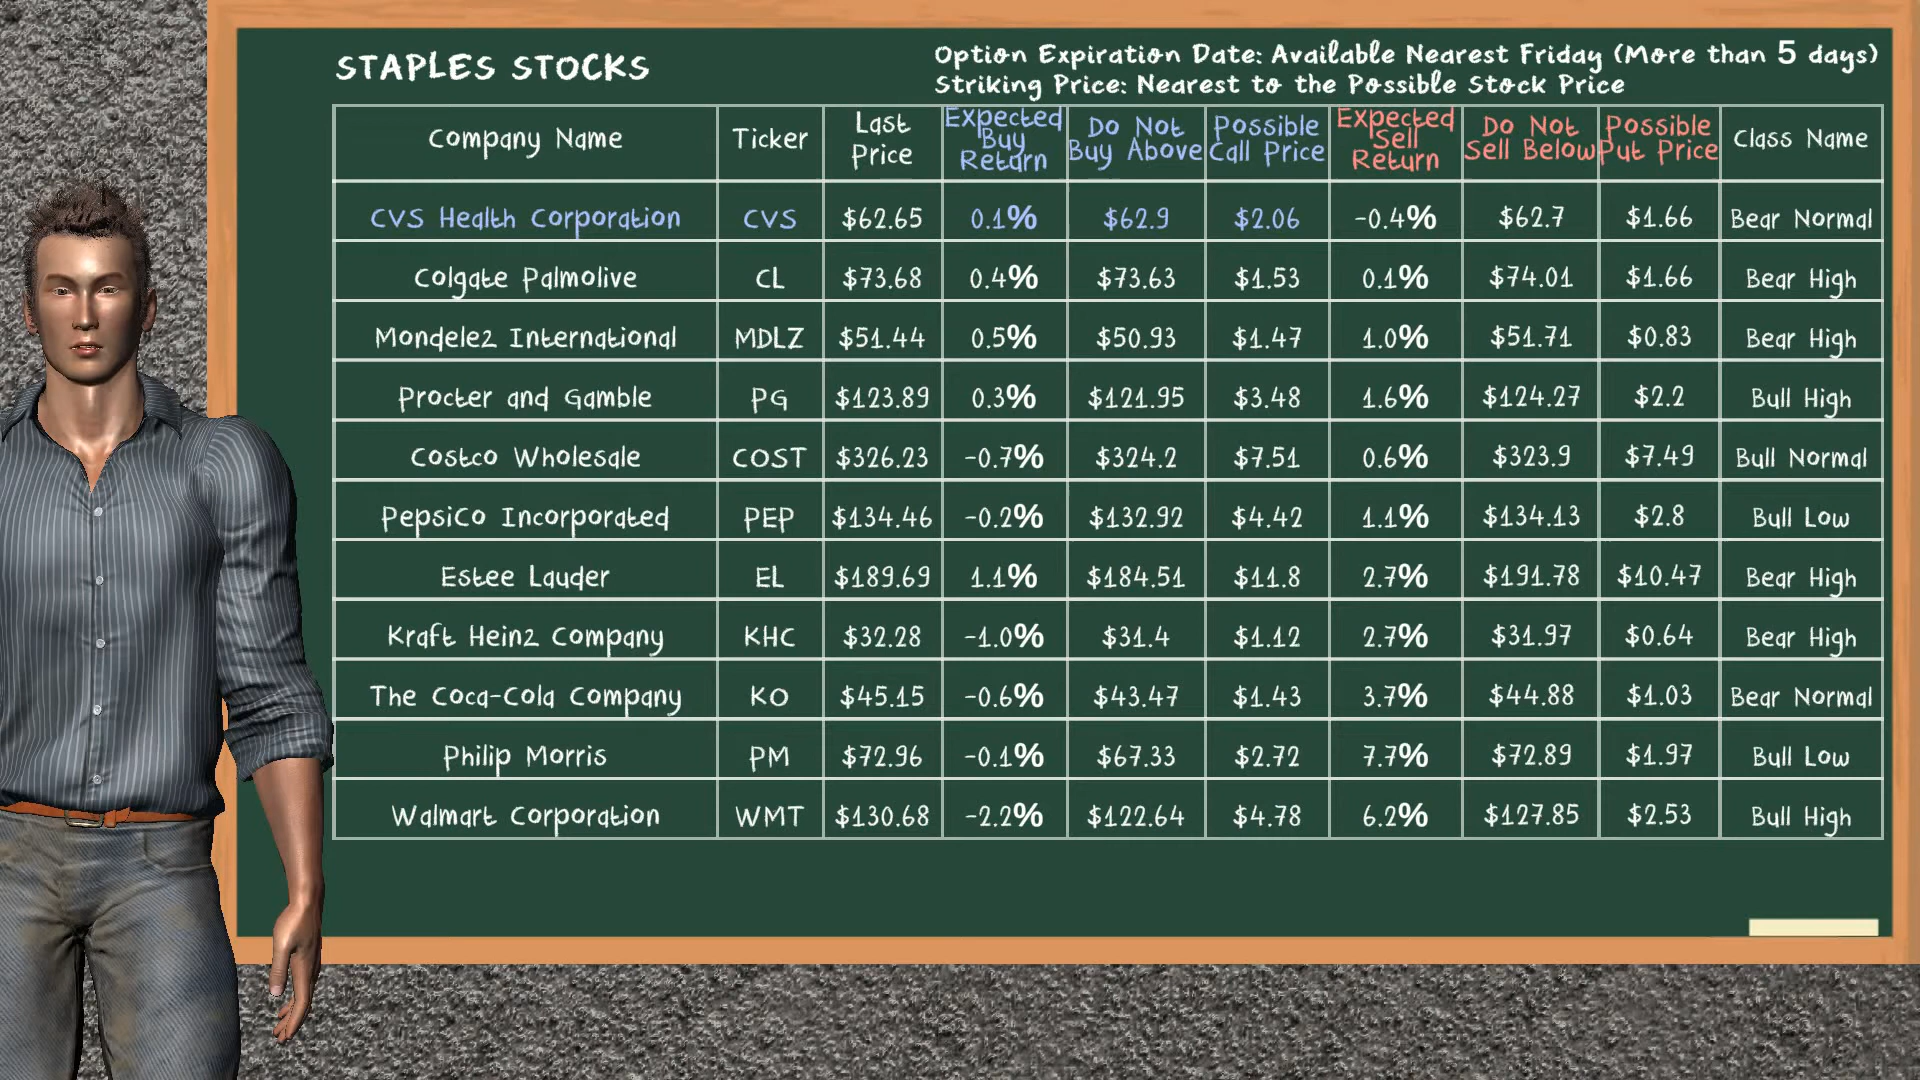 STAPLES STOCKS
Option Expiration Date: Available Nearest Friday (More than 5 days)
Striking Price: Nearest to the Possible Stock Price
Company Name Ticker Last Price Expected Buy Return Do Not Buy Above Possible Call Price Expected Sell Return Do Not Sell Below Possible Put Price Class Name
CVS Health Corporation CVS $62.65 0.1% $62.9 $2.06 -0.4% $62.7 $1.66 Bear Normal
Colgate Palmolive CL $73.68 0.4% $73.63 $1.53 0.1% $74.01 $1.66 Bear High
Mondelez International MDLZ $51.44 0.5% $50.93 $1.47 1.0% $51.71 $0.83 Bear High
Procter and Gamble PG $123.89 0.3% $121.95 $3.48 1.6% $124.27 $2.2 Bull High
Costco Wholesale COST $326.23 -0.7% $324.2 $7.51 0.6% $323.9 $7.49 Bull Normal
PepsiCo Incorporated PEP $134.46 -0.2% $132.92 $4.42 1.1% $134.13 $2.8 Bull Low
Estee Lauder EL $189.69 1.1% $184.51 $11.8 2.7% $191.78 $10.47 Bear High
Kraft Heinz Company KHC $32.28 -1.0% $31.4 $1.12 2.7% $31.97 $0.64 Bear High
The Coca-Cola Company KO $45.15 -0.6% $43.47 $1.43 3.7% $44.88 $1.03 Bear Normal
Philip Morris PM $72.96 -0.1% $67.33 $2.72 7.7% $72.89 $1.97 Bull Low
Walmart Corporation WMT $130.68 -2.2% $122.64 $4.78 6.2% $127.85 $2.53 Bull High